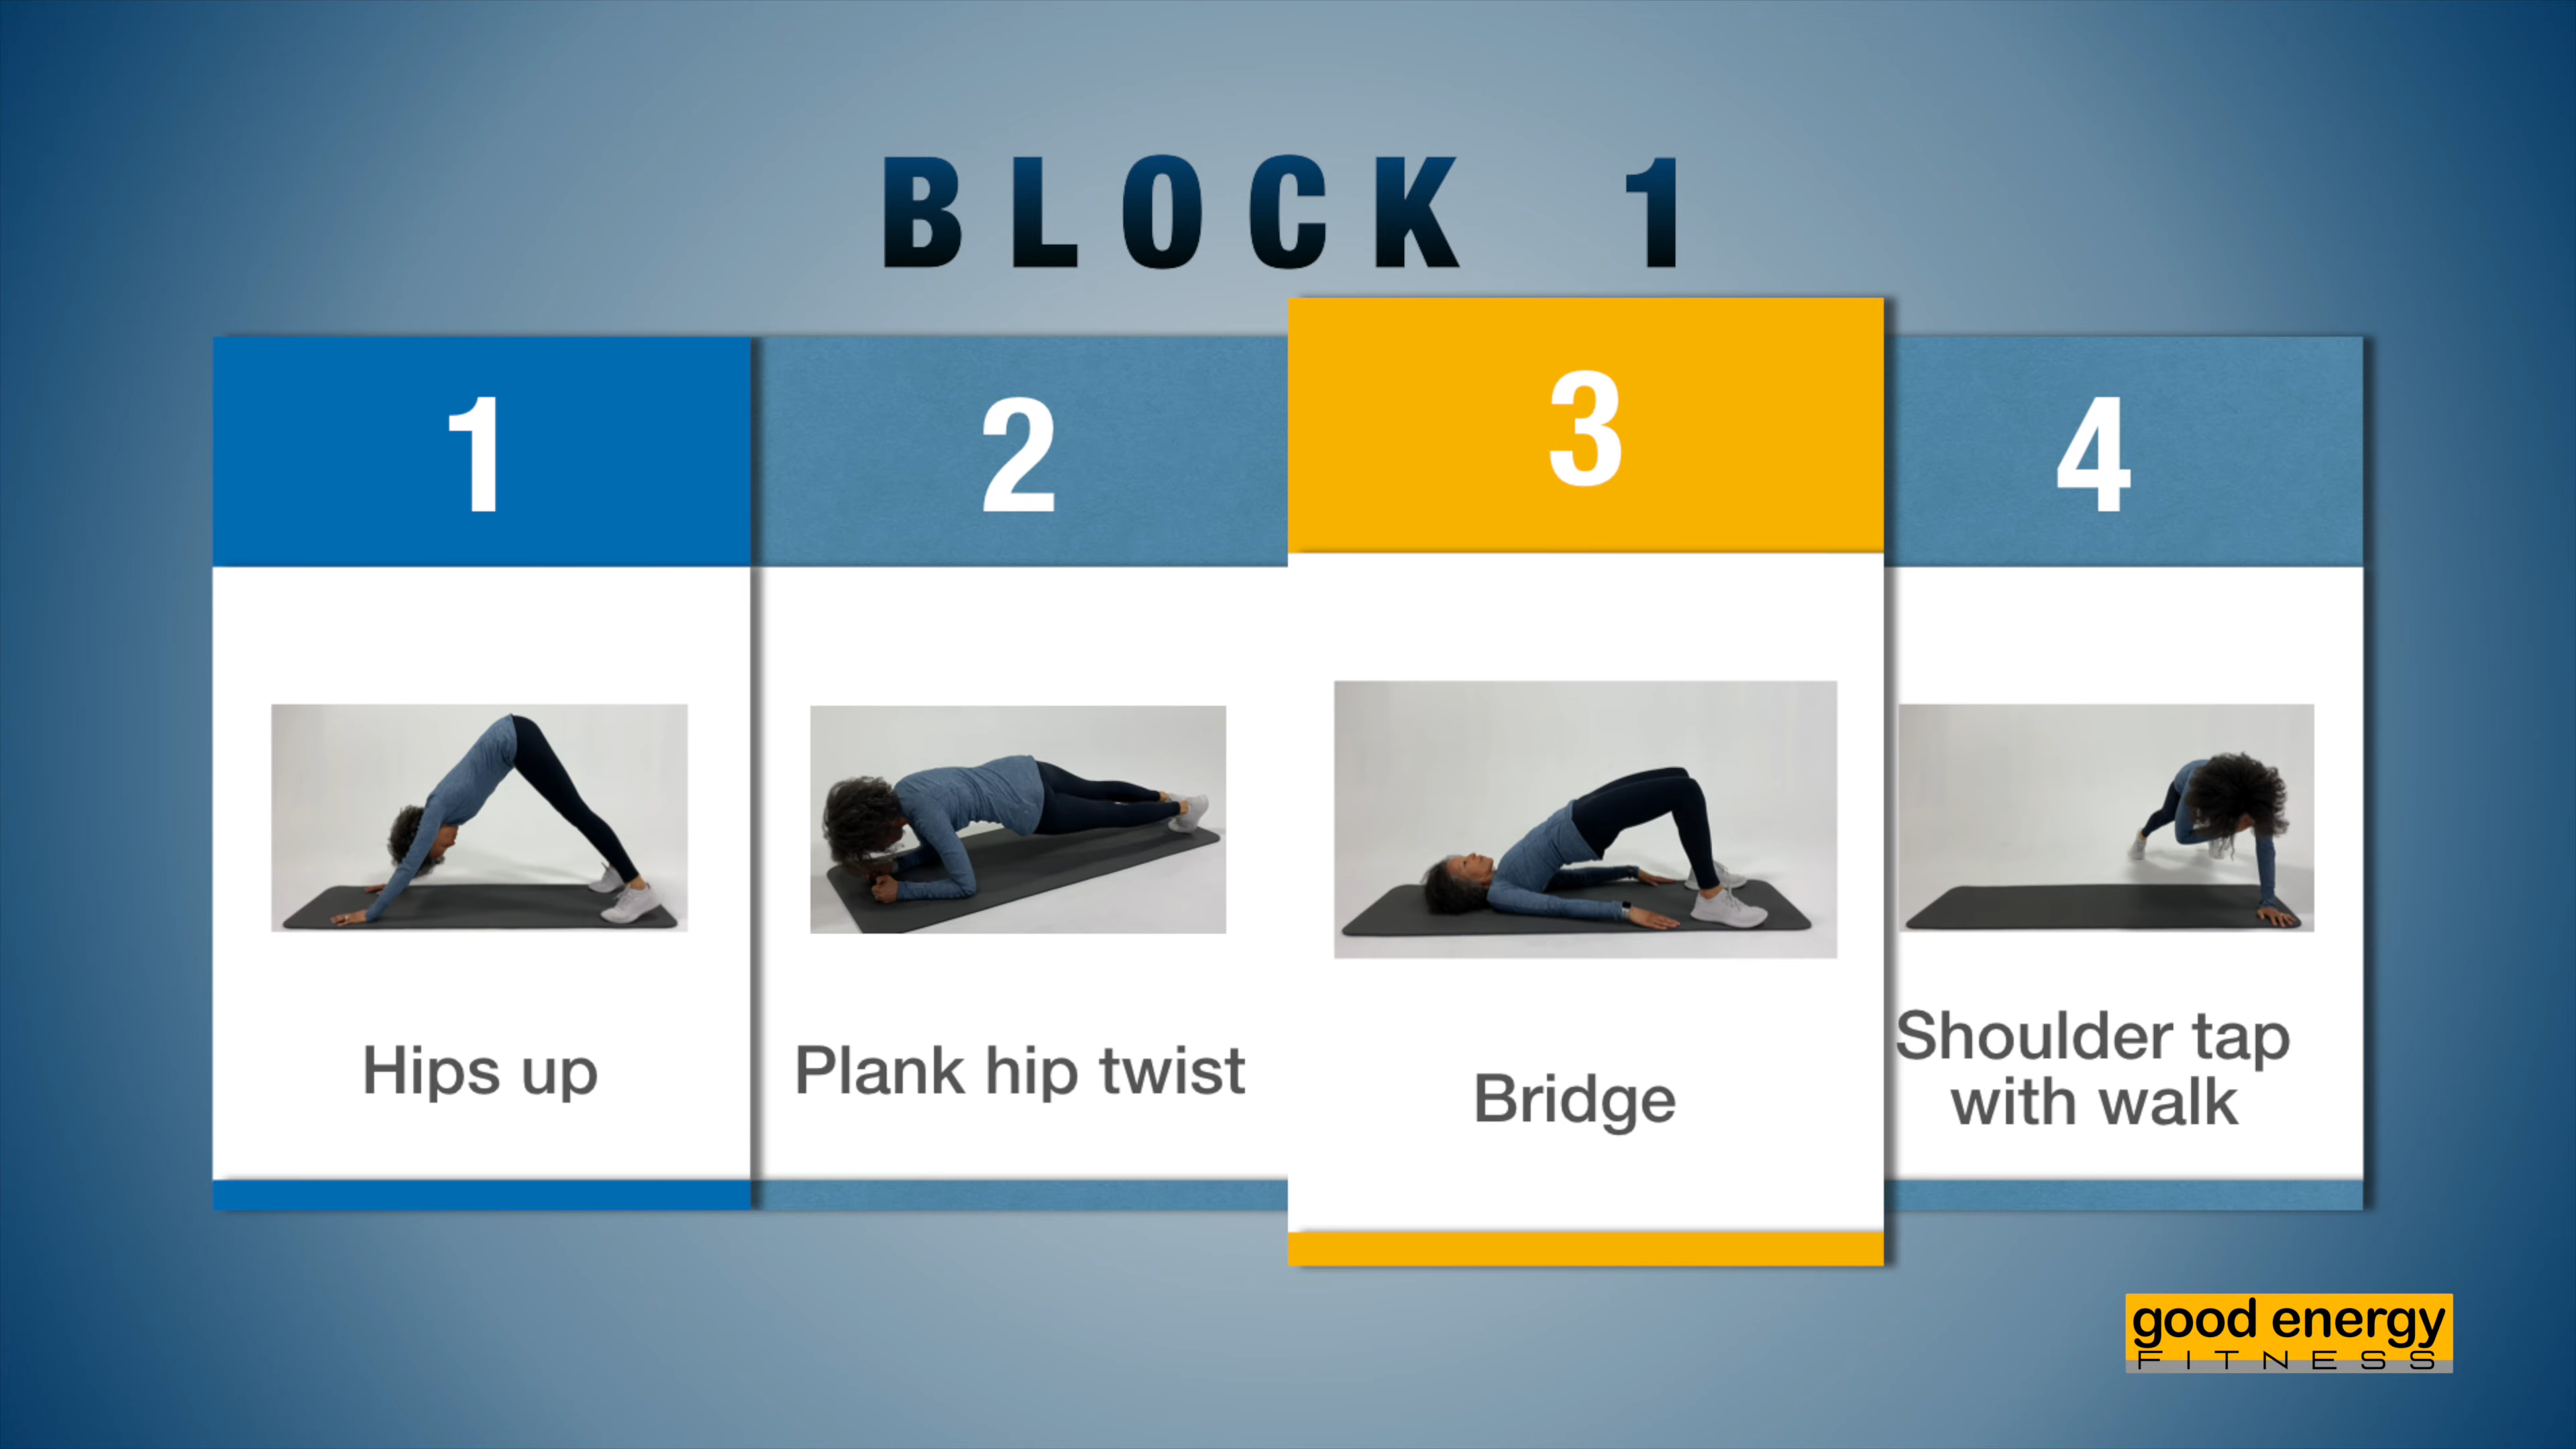 BLOCK 1
1
2
3
4
Hips up
Plank hip twist
Bridge
Shoulder tap
with walk
good energy
FITNESS